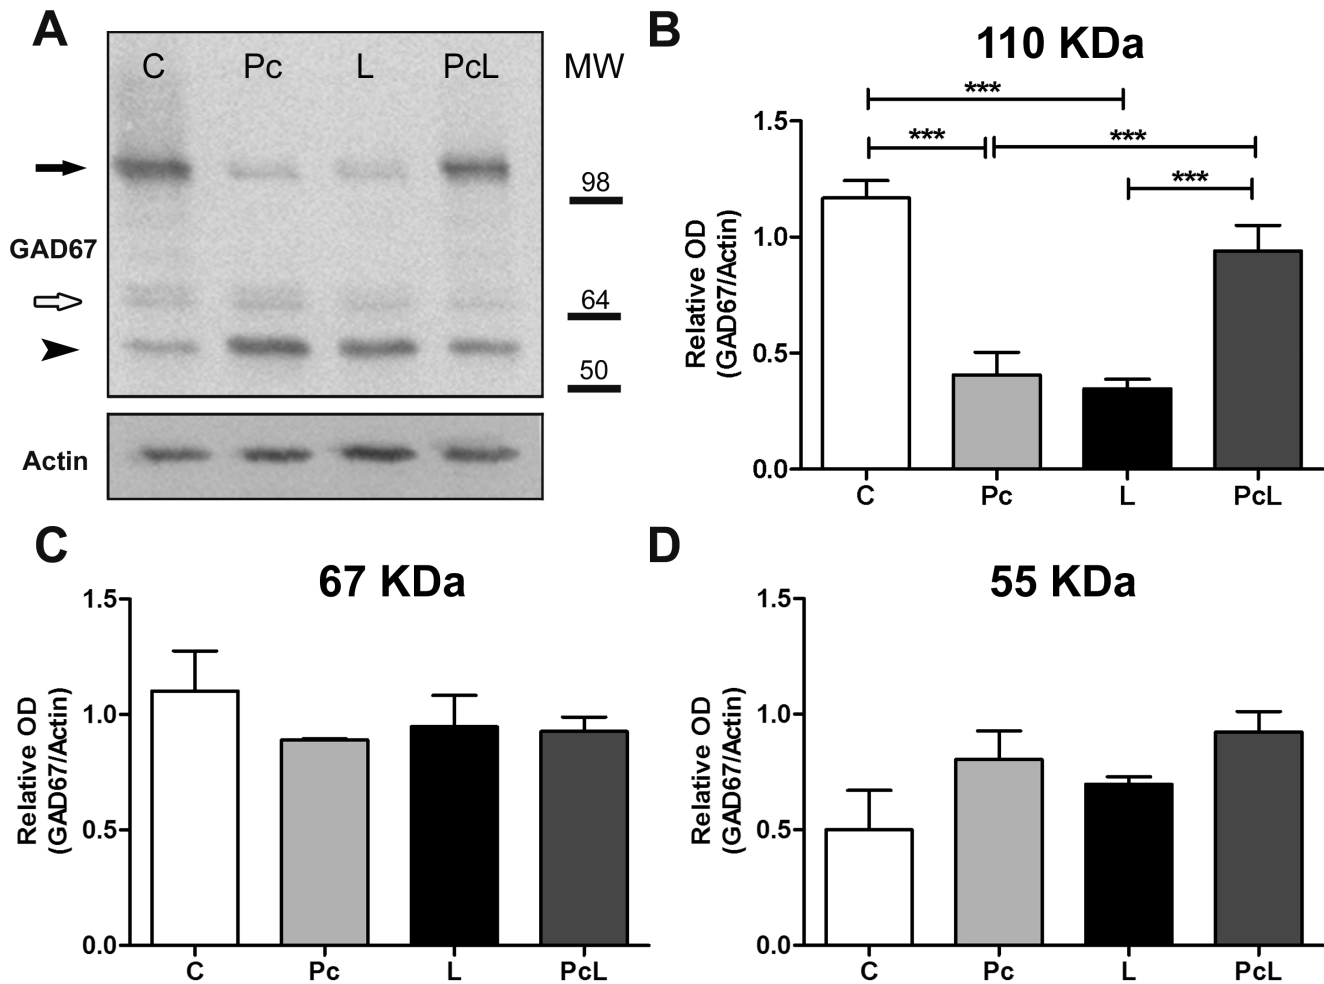 A
C Pc L PcL MW
98
GAD67
64
50
Actin
B
110 KDa
***
*** ***
***
1.5
1.0
0.5
0.0
Relative OD
(GAD67/Actin)
C Pc L PcL
C
67 KDa
1.5
1.0
0.5
0.0
Relative OD
(GAD67/Actin)
C Pc L PcL
D
55 KDa
1.5
1.0
0.5
0.0
Relative OD
(GAD67/Actin)
C Pc L PcL